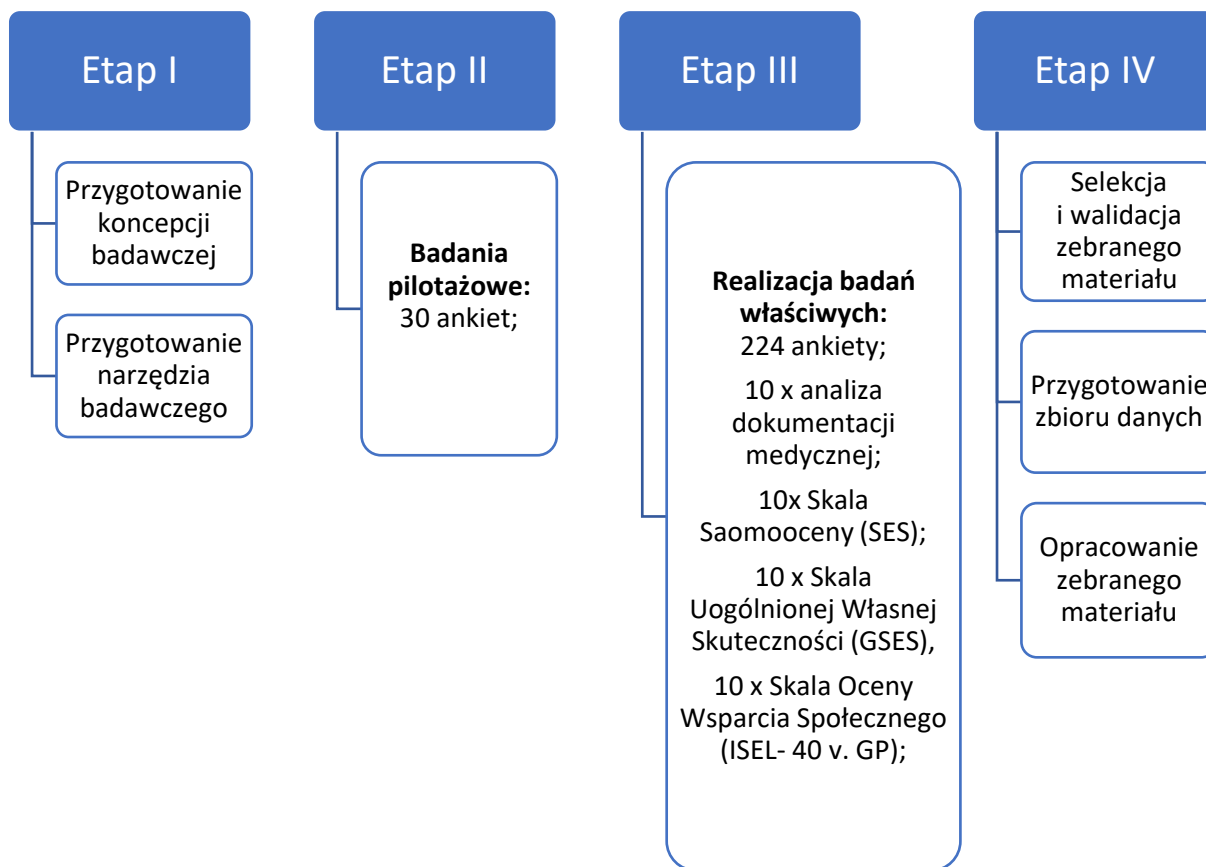 Etap I
Przygotowanie
koncepcji
badawczej
Przygotowanie
narzędzia
badawczego
Etap II
Badania
pilotażowe:
30 ankiet;
Etap III
Realizacja badań
właściwych:
224 ankiety;
10 x analiza
dokumentacji
medycznej;
10x Skala
Saomooceny (SES);
10 x Skala
Uogólnionej Własnej
Skuteczności (GSES),
10 x Skala Oceny
Wsparcia Społecznego
(ISEL- 40 v. GP);
Etap IV
Selekcja
i walidacja
zebranego
materiału
Przygotowanie
zbioru danych
Opracowanie
zebranego
materiału